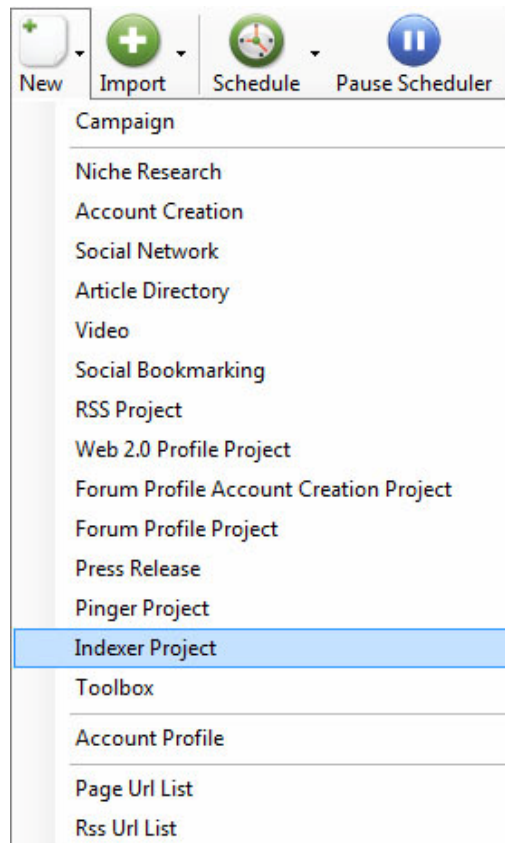 New Import Schedule Pause Scheduler
Campaign
Niche Research
Account Creation
Social Network
Article Directory
Video
Social Bookmarking
RSS Project
Web 2.0 Profile Project
Forum Profile Account Creation Project
Forum Profile Project
Press Release
Pinger Project
Indexer Project
Toolbox
Account Profile
Page Url List
Rss Url List